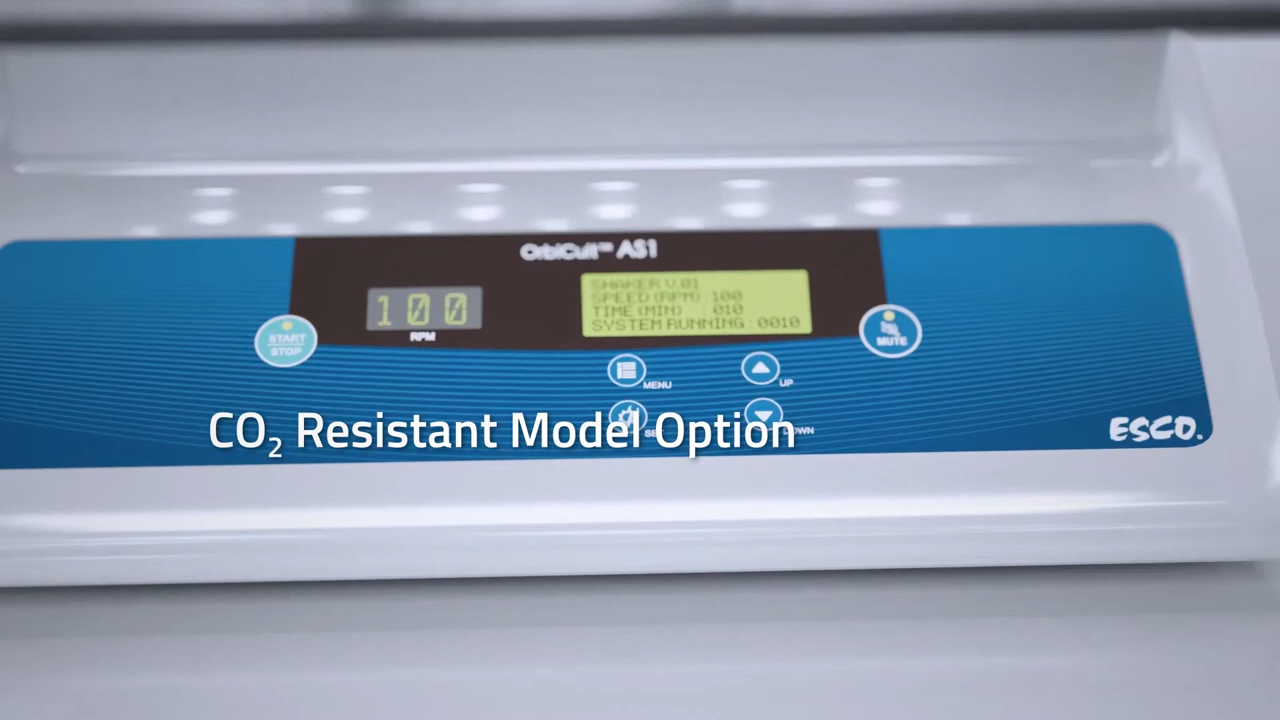 OrbiCult™ AS1
100
RPM
SHAKER V.01
SPEED (RPM) : 100
TIME (MIN) : 010
SYSTEM RUNNING : 0010
START
STOP
MUTE
MENU
UP
DOWN
CO₂ Resistant Model Option
ESCO.